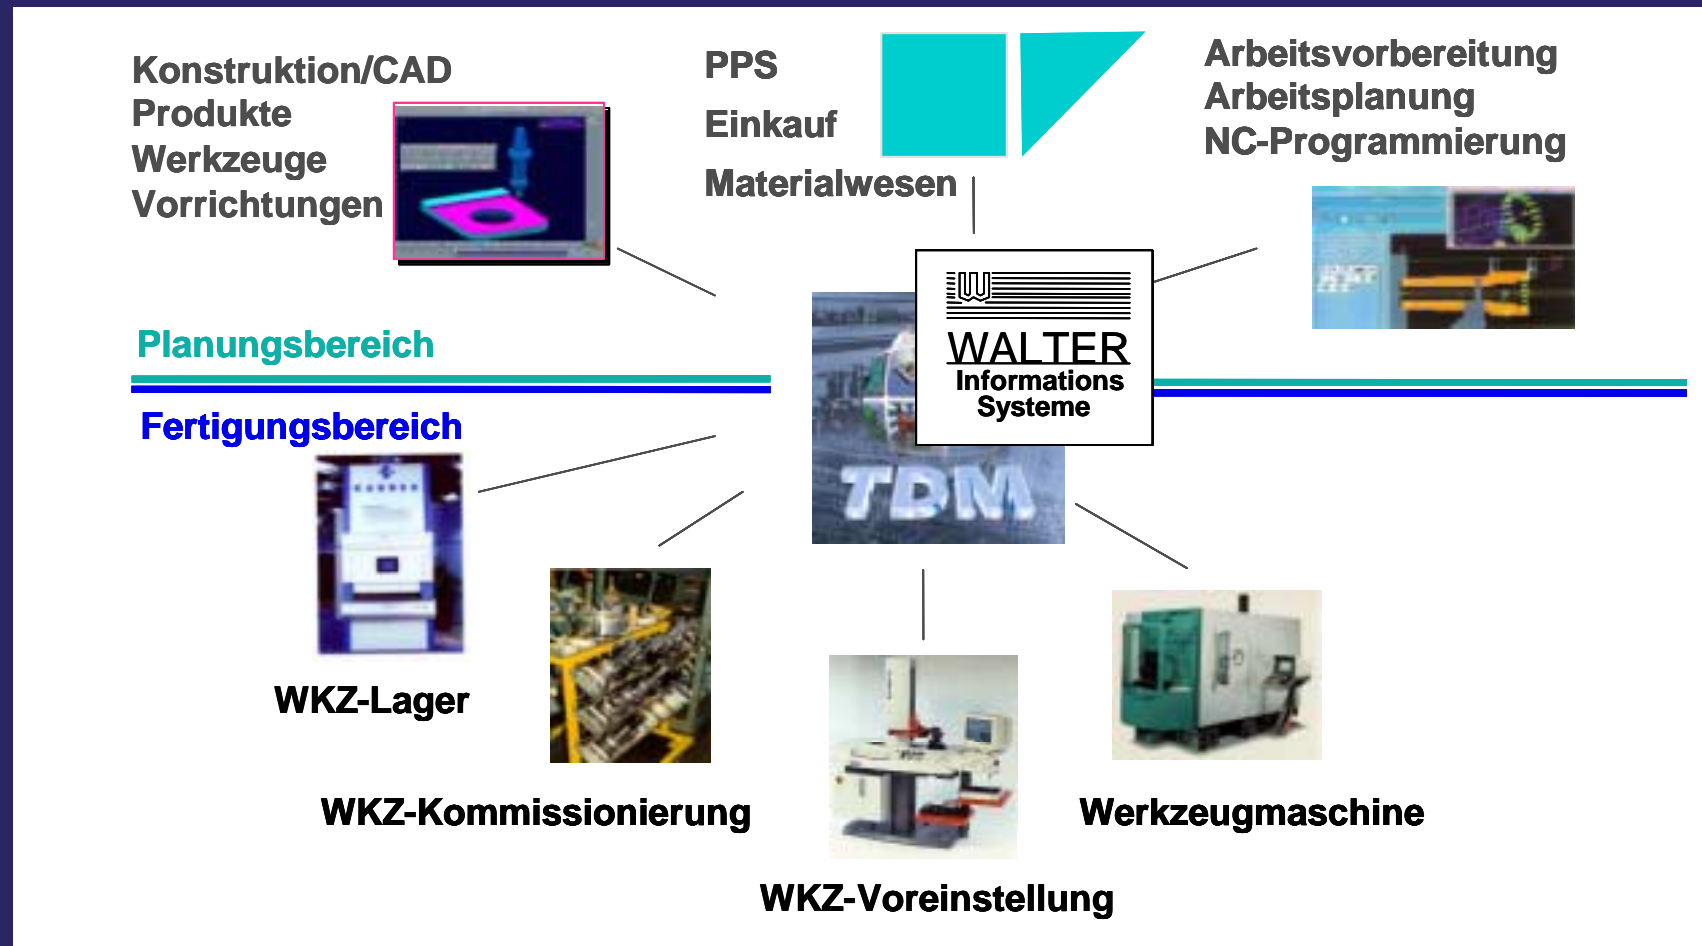 Konstruktion/CAD
Produkte
Werkzeuge
Vorrichtungen
PPS
Einkauf
Materialwesen
Arbeitsvorbereitung
Arbeitsplanung
NC-Programmierung
WALTER
Informations
Systeme
TDM
Planungsbereich
Fertigungsbereich
WKZ-Lager
WKZ-Kommissionierung
WKZ-Voreinstellung
Werkzeugmaschine